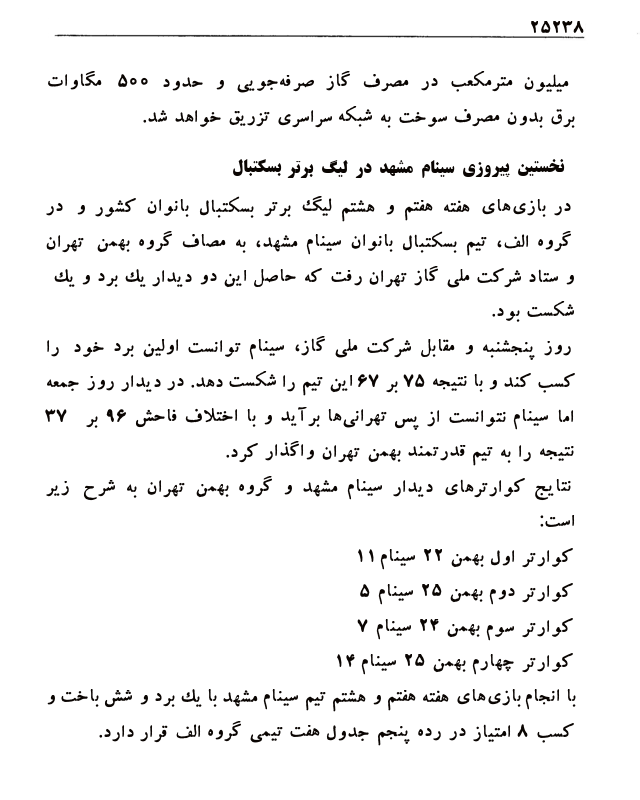 ۲۵۲۳۸
میلیون مترمکعب در مصرف گاز صرفه‌جویی و حدود ۵۰۰ مگاوات
برق بدون مصرف سوخت به شبکه سراسری تزریق خواهد شد.
نخستین پیروزی سینام مشهد در لیگ برتر بسکتبال
در بازی‌های هفته هفتم و هشتم لیگ برتر بسکتبال بانوان کشور و در
گروه الف، تیم بسکتبال بانوان سینام مشهد، به مصاف گروه بهمن تهران
و ستاد شرکت ملی گاز تهران رفت که حاصل این دو دیدار یك برد و یك
شکست بود.
روز پنجشنبه و مقابل شرکت ملی گاز، سینام توانست اولین برد خود را
کسب کند و با نتیجه ۷۵ بر ۶۷ این تیم را شکست دهد. در دیدار روز جمعه
اما سینام نتوانست از پس تهرانی‌ها برآید و با اختلاف فاحش ۹۶ بر ۳۷
نتیجه را به تیم قدرتمند بهمن تهران واگذار کرد.
نتایج کوارترهای دیدار سینام مشهد و گروه بهمن تهران به شرح زیر
است:
کوارتر اول بهمن ۲۲ سینام ۱۱
کوارتر دوم بهمن ۲۵ سینام ۵
کوارتر سوم بهمن ۲۴ سینام ۷
کوارتر چهارم بهمن ۲۵ سینام ۱۴
با انجام بازی‌های هفته هفتم و هشتم تیم سینام مشهد با یك برد و شش باخت و
کسب ۸ امتیاز در رده پنجم جدول هفت تیمی گروه الف قرار دارد.